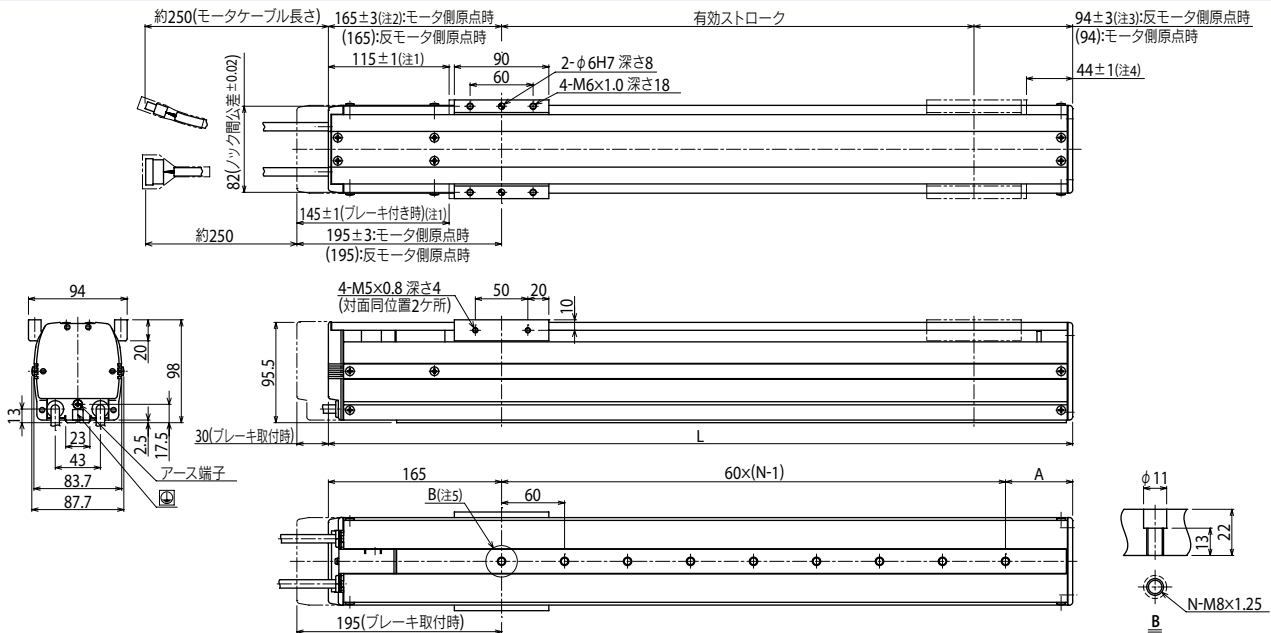 約250(モータケーブル長さ)
165±3(注2):モータ側原点時
(165):反モータ側原点時
有効ストローク
94±3(注3):反モータ側原点時
(94):モータ側原点時
115±1(注1)
90
60
2-φ6H7 深さ8
4-M6×1.0 深さ18
44±1(注4)
82(ノック間公差±0.02)
145±1(ブレーキ付き時)(注1)
約250
195±3:モータ側原点時
(195):反モータ側原点時
94
20
98
13
2.5
17.5
23
43
83.7
87.7
アース端子
4-M5×0.8 深さ4
(対面同位置2ケ所)
50
20
10
95.5
30(ブレーキ取付時)
L
165
60×(N-1)
A
B(注5)
60
195(ブレーキ取付時)
φ11
13
22
N-M8×1.25
B